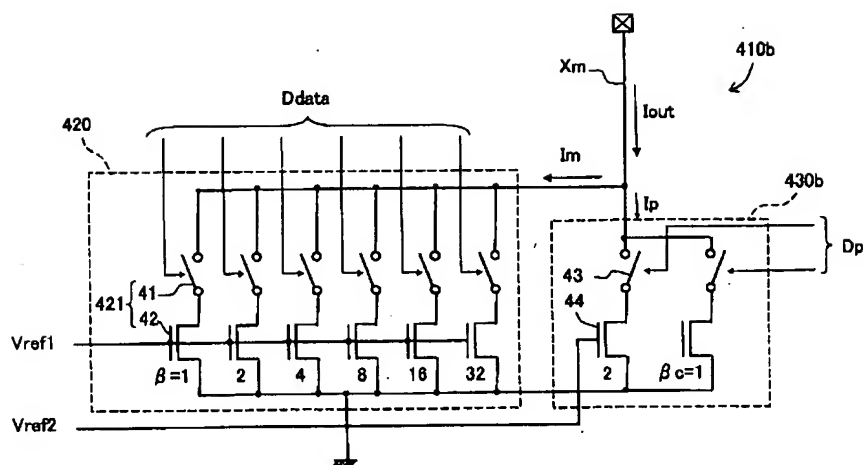 410b
Xm
Ddata
Iout
420
Im
Ip
430b
Dp
41
421
42
43
44
Vref1
β=1
2
4
8
16
32
2
βc=1
Vref2